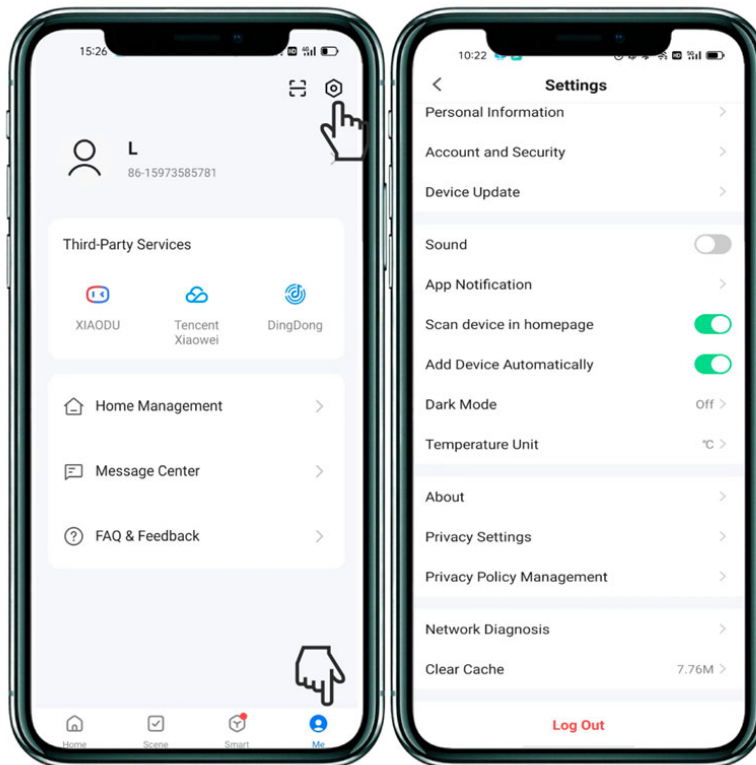 15:26
L
86-15973585781
Third-Party Services
XIAODU
Tencent
Xiaowei
DingDong
Home Management
Message Center
FAQ & Feedback
Home
Scene
Smart
Me
10:22
Settings
Personal Information
Account and Security
Device Update
Sound
App Notification
Scan device in homepage
Add Device Automatically
Dark Mode Off
Temperature Unit °C
About
Privacy Settings
Privacy Policy Management
Network Diagnosis
Clear Cache 7.76M
Log Out